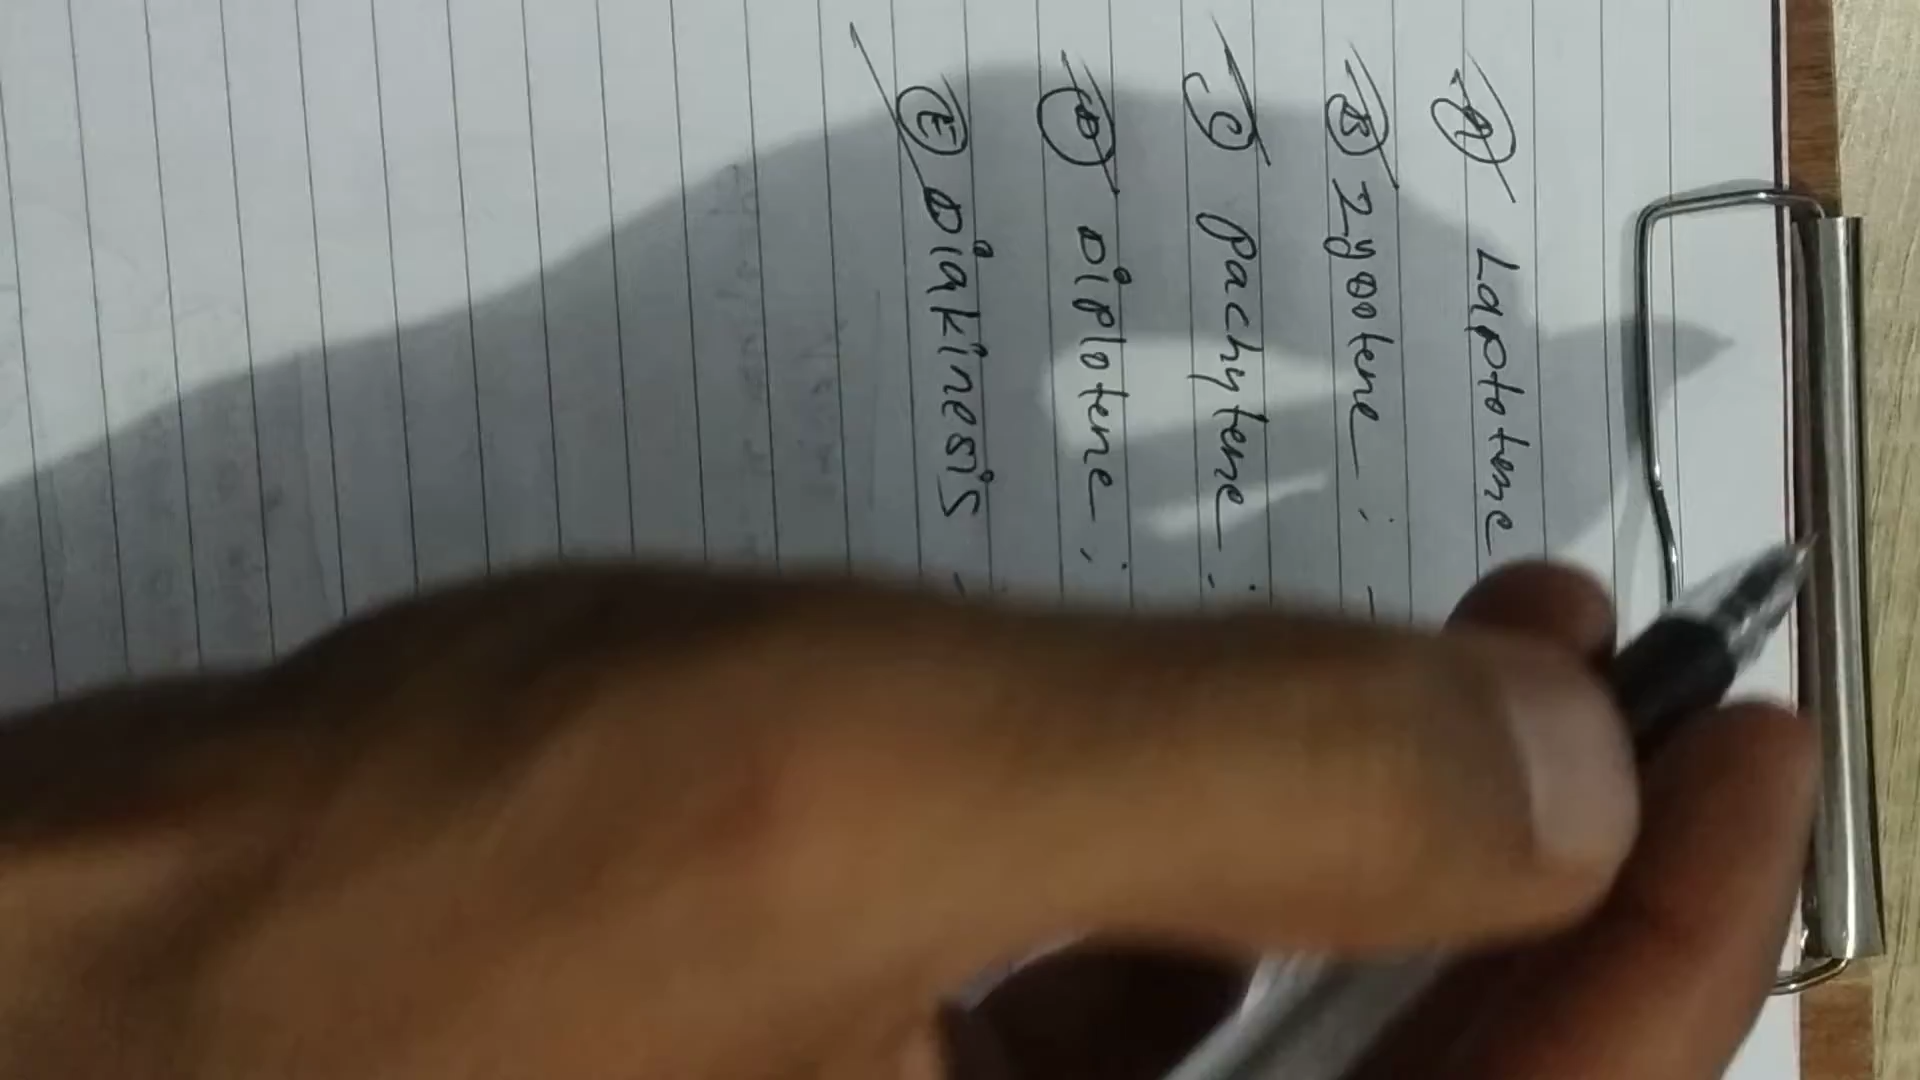 (A) Laptotene
(B) Zygotene : -
(C) Pachytene :
(D) Diplotene :
(E) Diakinesis -